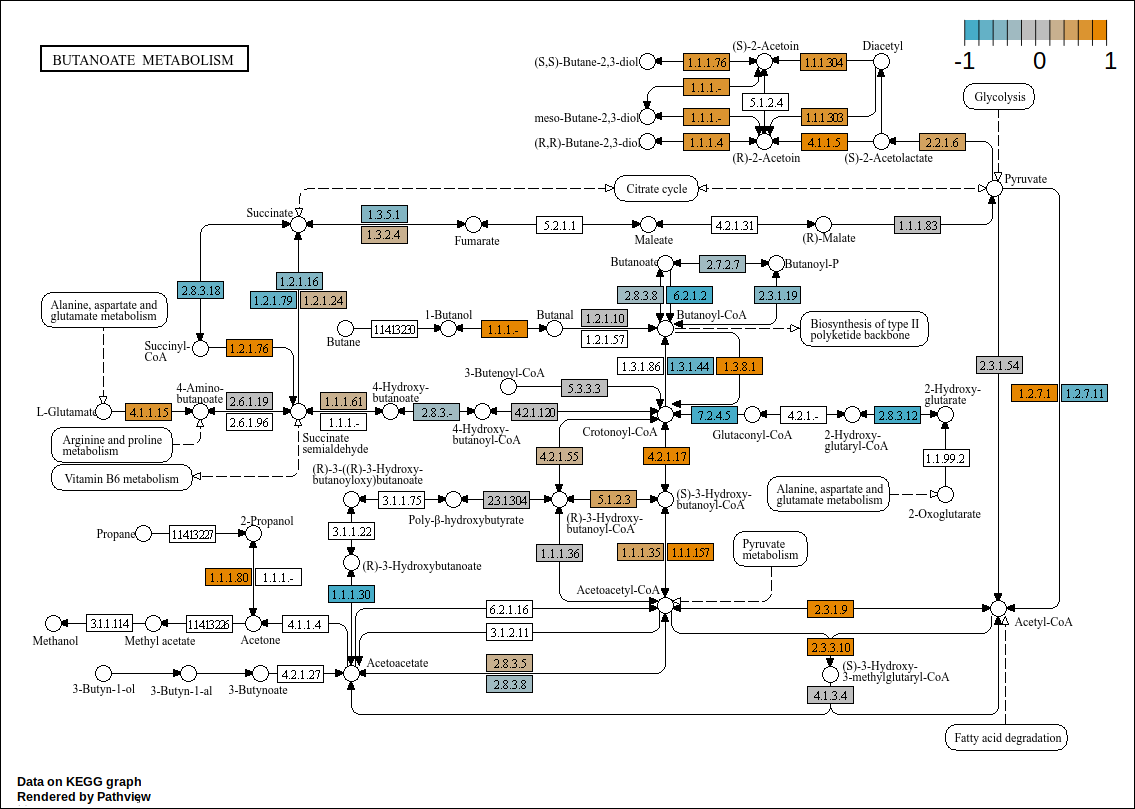 BUTANOATE METABOLISM
-1 0 1
(S)-2-Acetoin
Diacetyl
(S,S)-Butane-2,3-diol
1.1.1.76
1.1.1.304
1.1.1.-
5.1.2.4
Glycolysis
meso-Butane-2,3-diol
1.1.1.-
1.1.1.303
(R,R)-Butane-2,3-diol
1.1.1.4
4.1.1.5
2.2.1.6
(R)-2-Acetoin
(S)-2-Acetolactate
Pyruvate
Citrate cycle
Succinate
1.3.5.1
1.3.2.4
Fumarate
5.2.1.1
Maleate
4.2.1.31
(R)-Malate
1.1.1.83
Butanoate
2.7.2.7
Butanoyl-P
2.8.3.18
1.2.1.16
1.2.1.79
1.2.1.24
2.8.3.8
6.2.1.2
2.3.1.19
Alanine, aspartate and
glutamate metabolism
1-Butanol
Butanal
1.2.1.10
Butanoyl-CoA
Butane
11413230
1.1.1.-
1.2.1.57
Biosynthesis of type II
polyketide backbone
Succinyl-
CoA
1.2.1.76
1.3.1.86
1.3.1.44
1.3.8.1
2.3.1.54
3-Butenoyl-CoA
5.3.3.3
1.2.7.1
1.2.7.11
4-Amino-
butanoate
2.6.1.19
1.1.1.61
4-Hydroxy-
butanoate
2-Hydroxy-
glutarate
L-Glutamate
4.1.1.15
2.6.1.96
1.1.1.-
2.8.3.-
4.2.1.120
7.2.4.5
4.2.1.-
2.8.3.12
4-Hydroxy-
butanoyl-CoA
Crotonoyl-CoA
Glutaconyl-CoA
2-Hydroxy-
glutaryl-CoA
Arginine and proline
metabolism
Succinate
semialdehyde
4.2.1.55
4.2.1.17
1.1.99.2
Vitamin B6 metabolism
(R)-3-((R)-3-Hydroxy-
butanoyloxy)butanoate
3.1.1.75
2.3.1.304
5.1.2.3
(S)-3-Hydroxy-
butanoyl-CoA
Alanine, aspartate and
glutamate metabolism
2-Oxoglutarate
Poly-β-hydroxybutyrate
(R)-3-Hydroxy-
butanoyl-CoA
Propane
11413227
2-Propanol
3.1.1.22
1.1.1.36
1.1.1.35
1.1.1.157
Pyruvate
metabolism
(R)-3-Hydroxybutanoate
1.1.1.80
1.1.1.-
1.1.1.30
Acetoacetyl-CoA
6.2.1.16
2.3.1.9
Acetyl-CoA
3.1.1.114
11413226
4.1.1.4
3.1.2.11
Methanol
Methyl acetate
Acetone
2.3.3.10
Acetoacetate
2.8.3.5
2.8.3.8
(S)-3-Hydroxy-
3-methylglutaryl-CoA
4.2.1.27
3-Butyn-1-ol
3-Butyn-1-al
3-Butynoate
4.1.3.4
Fatty acid degradation
Data on KEGG graph
Rendered by Pathview